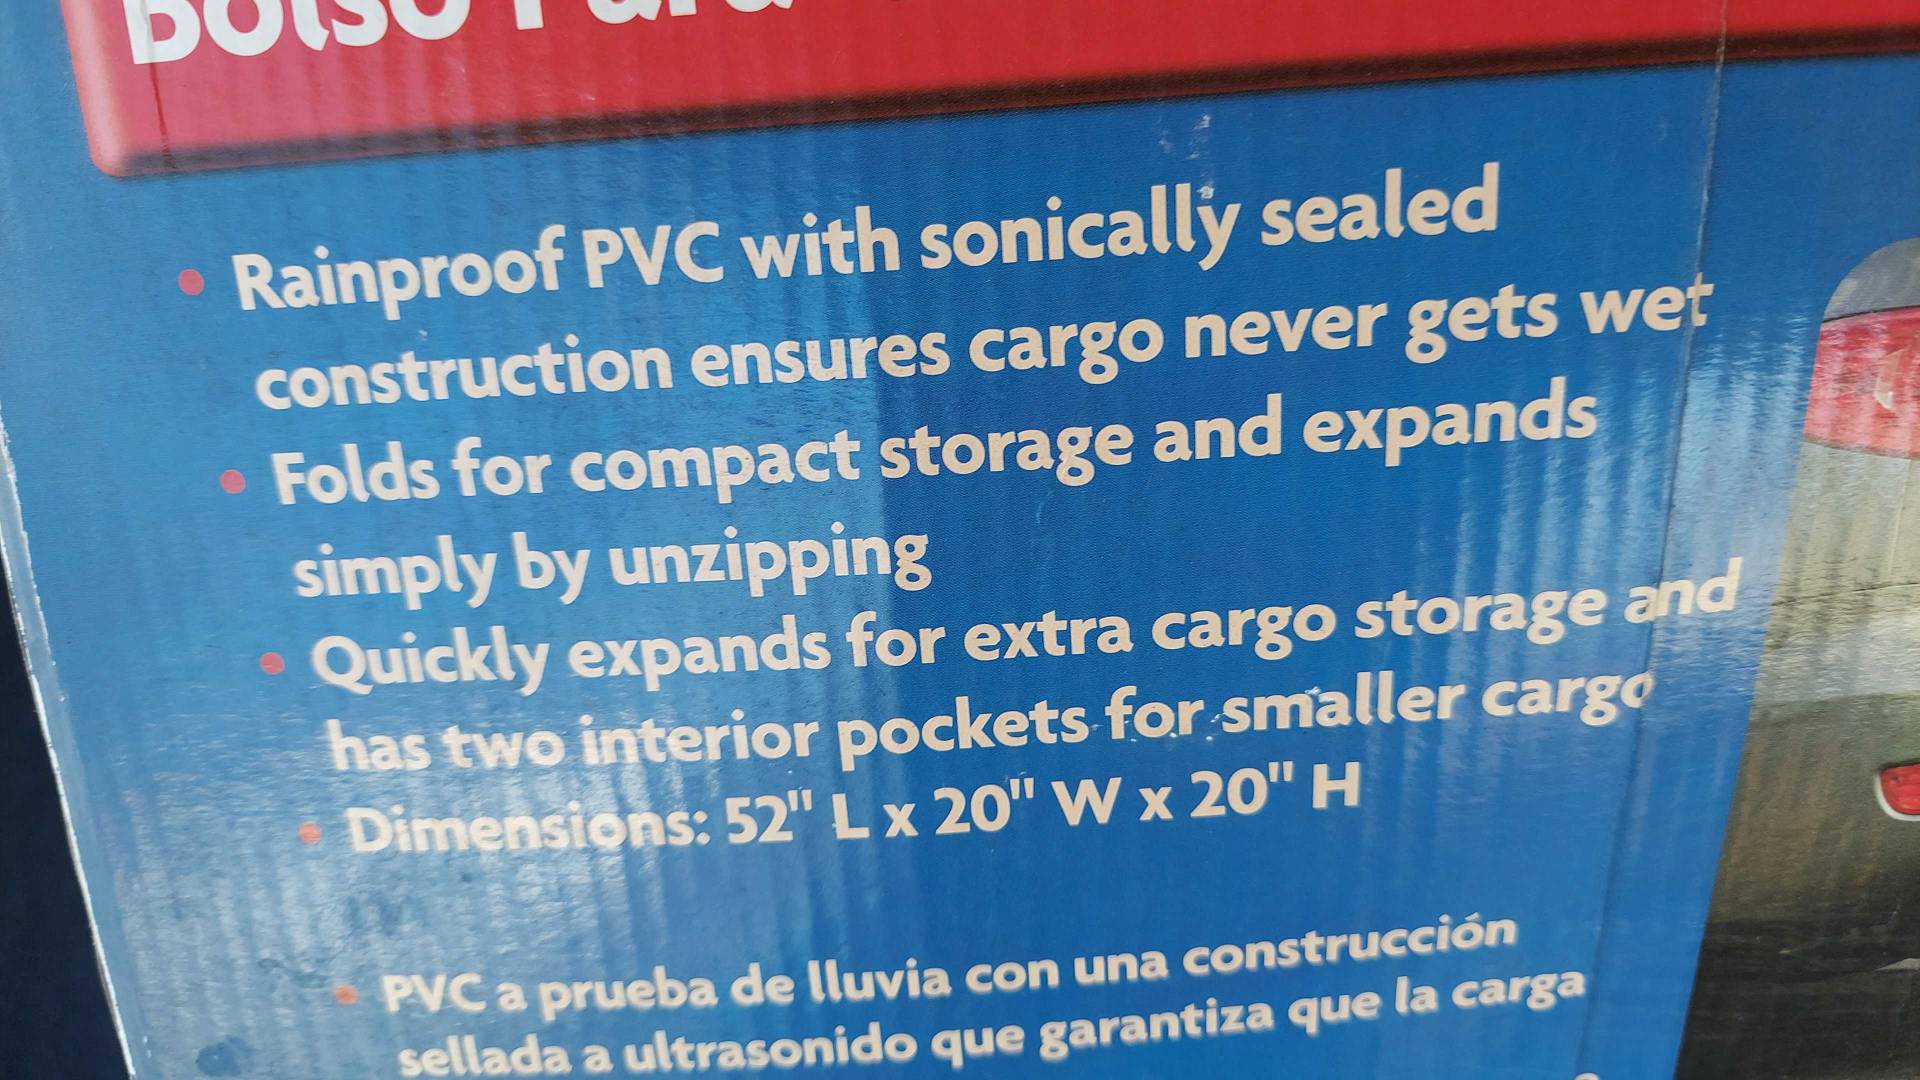 Bolso Para
• Rainproof PVC with sonically sealed
construction ensures cargo never gets wet
• Folds for compact storage and expands
simply by unzipping
• Quickly expands for extra cargo storage and
has two interior pockets for smaller cargo
• Dimensions: 52" L x 20" W x 20" H
• PVC a prueba de lluvia con una construcción
sellada a ultrasonido que garantiza que la carga